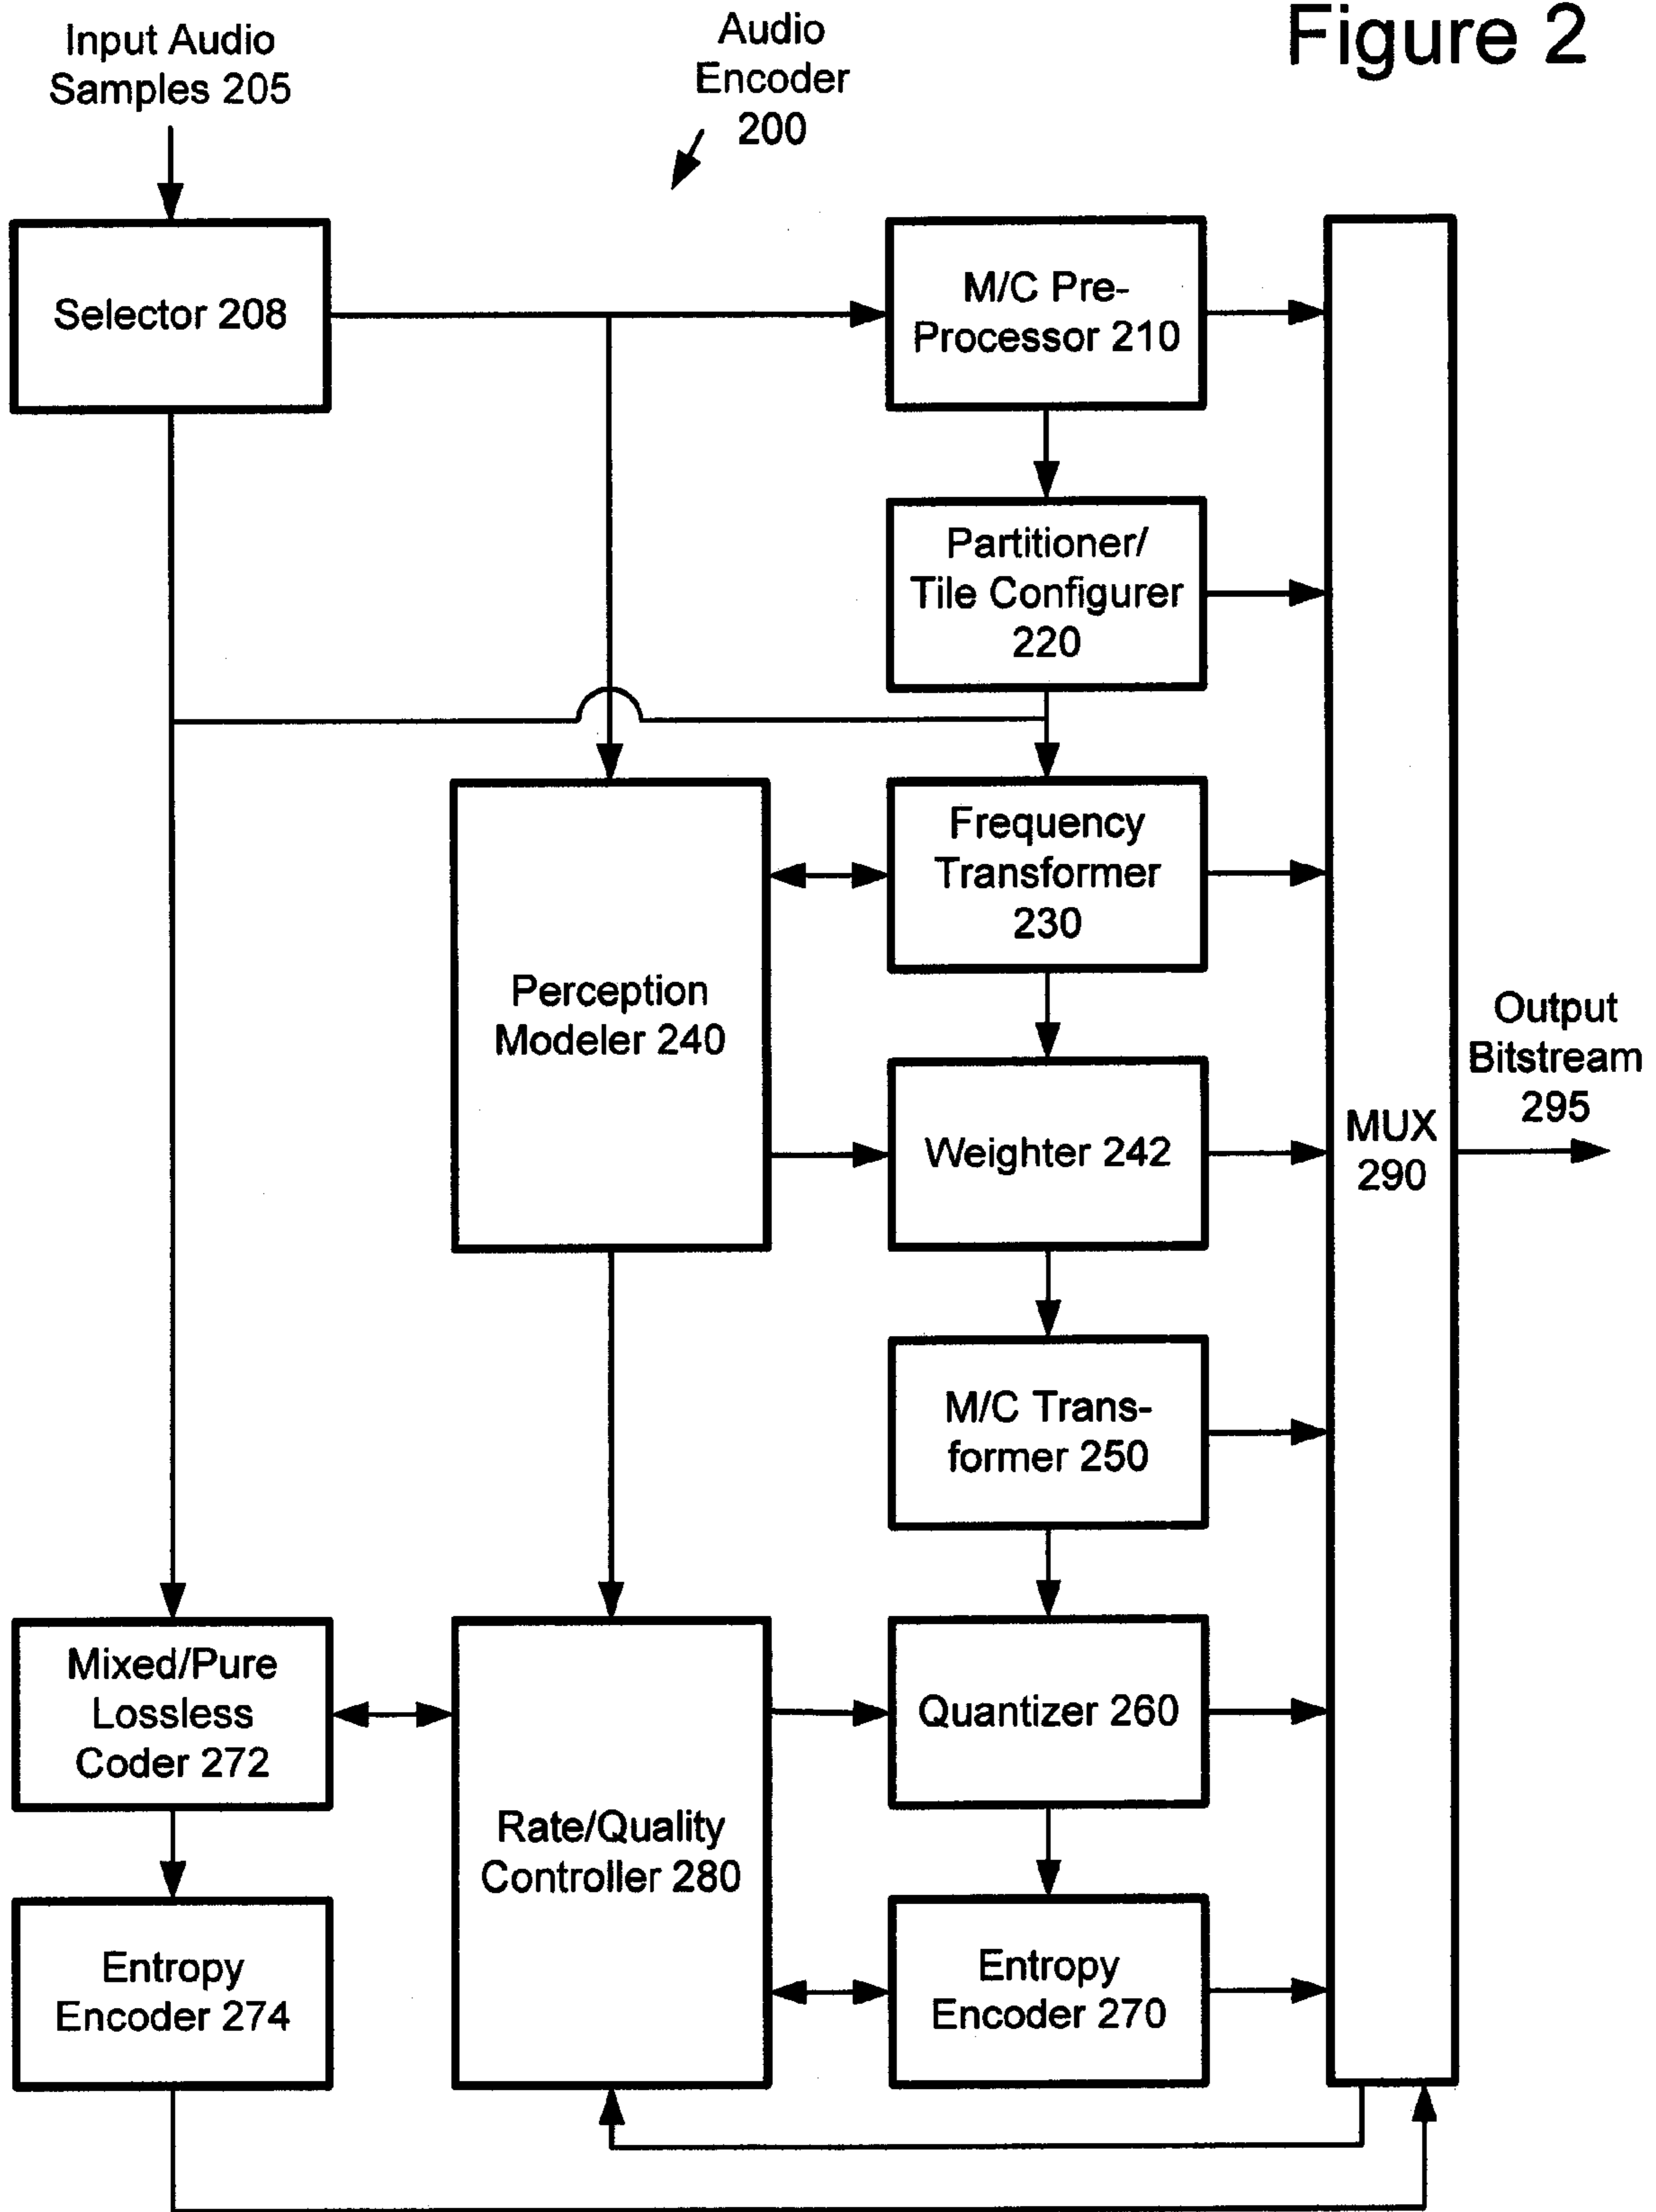 Figure 2
Input Audio
Samples 205
Audio
Encoder
200
Selector 208
M/C Pre-
Processor 210
Partitioner/
Tile Configurer
220
Frequency
Transformer
230
Perception
Modeler 240
Weighter 242
Output
Bitstream
295
MUX
290
M/C Trans-
former 250
Mixed/Pure
Lossless
Coder 272
Rate/Quality
Controller 280
Quantizer 260
Entropy
Encoder 274
Entropy
Encoder 270